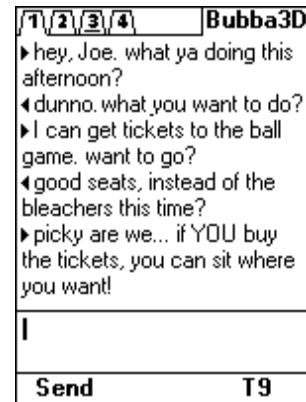 1 2 3 4 Bubba3D
▶hey, Joe. what ya doing this
afternoon?
◀dunno. what you want to do?
▶I can get tickets to the ball
game. want to go?
◀good seats, instead of the
bleachers this time?
▶picky are we... if YOU buy
the tickets, you can sit where
you want!
Send T9